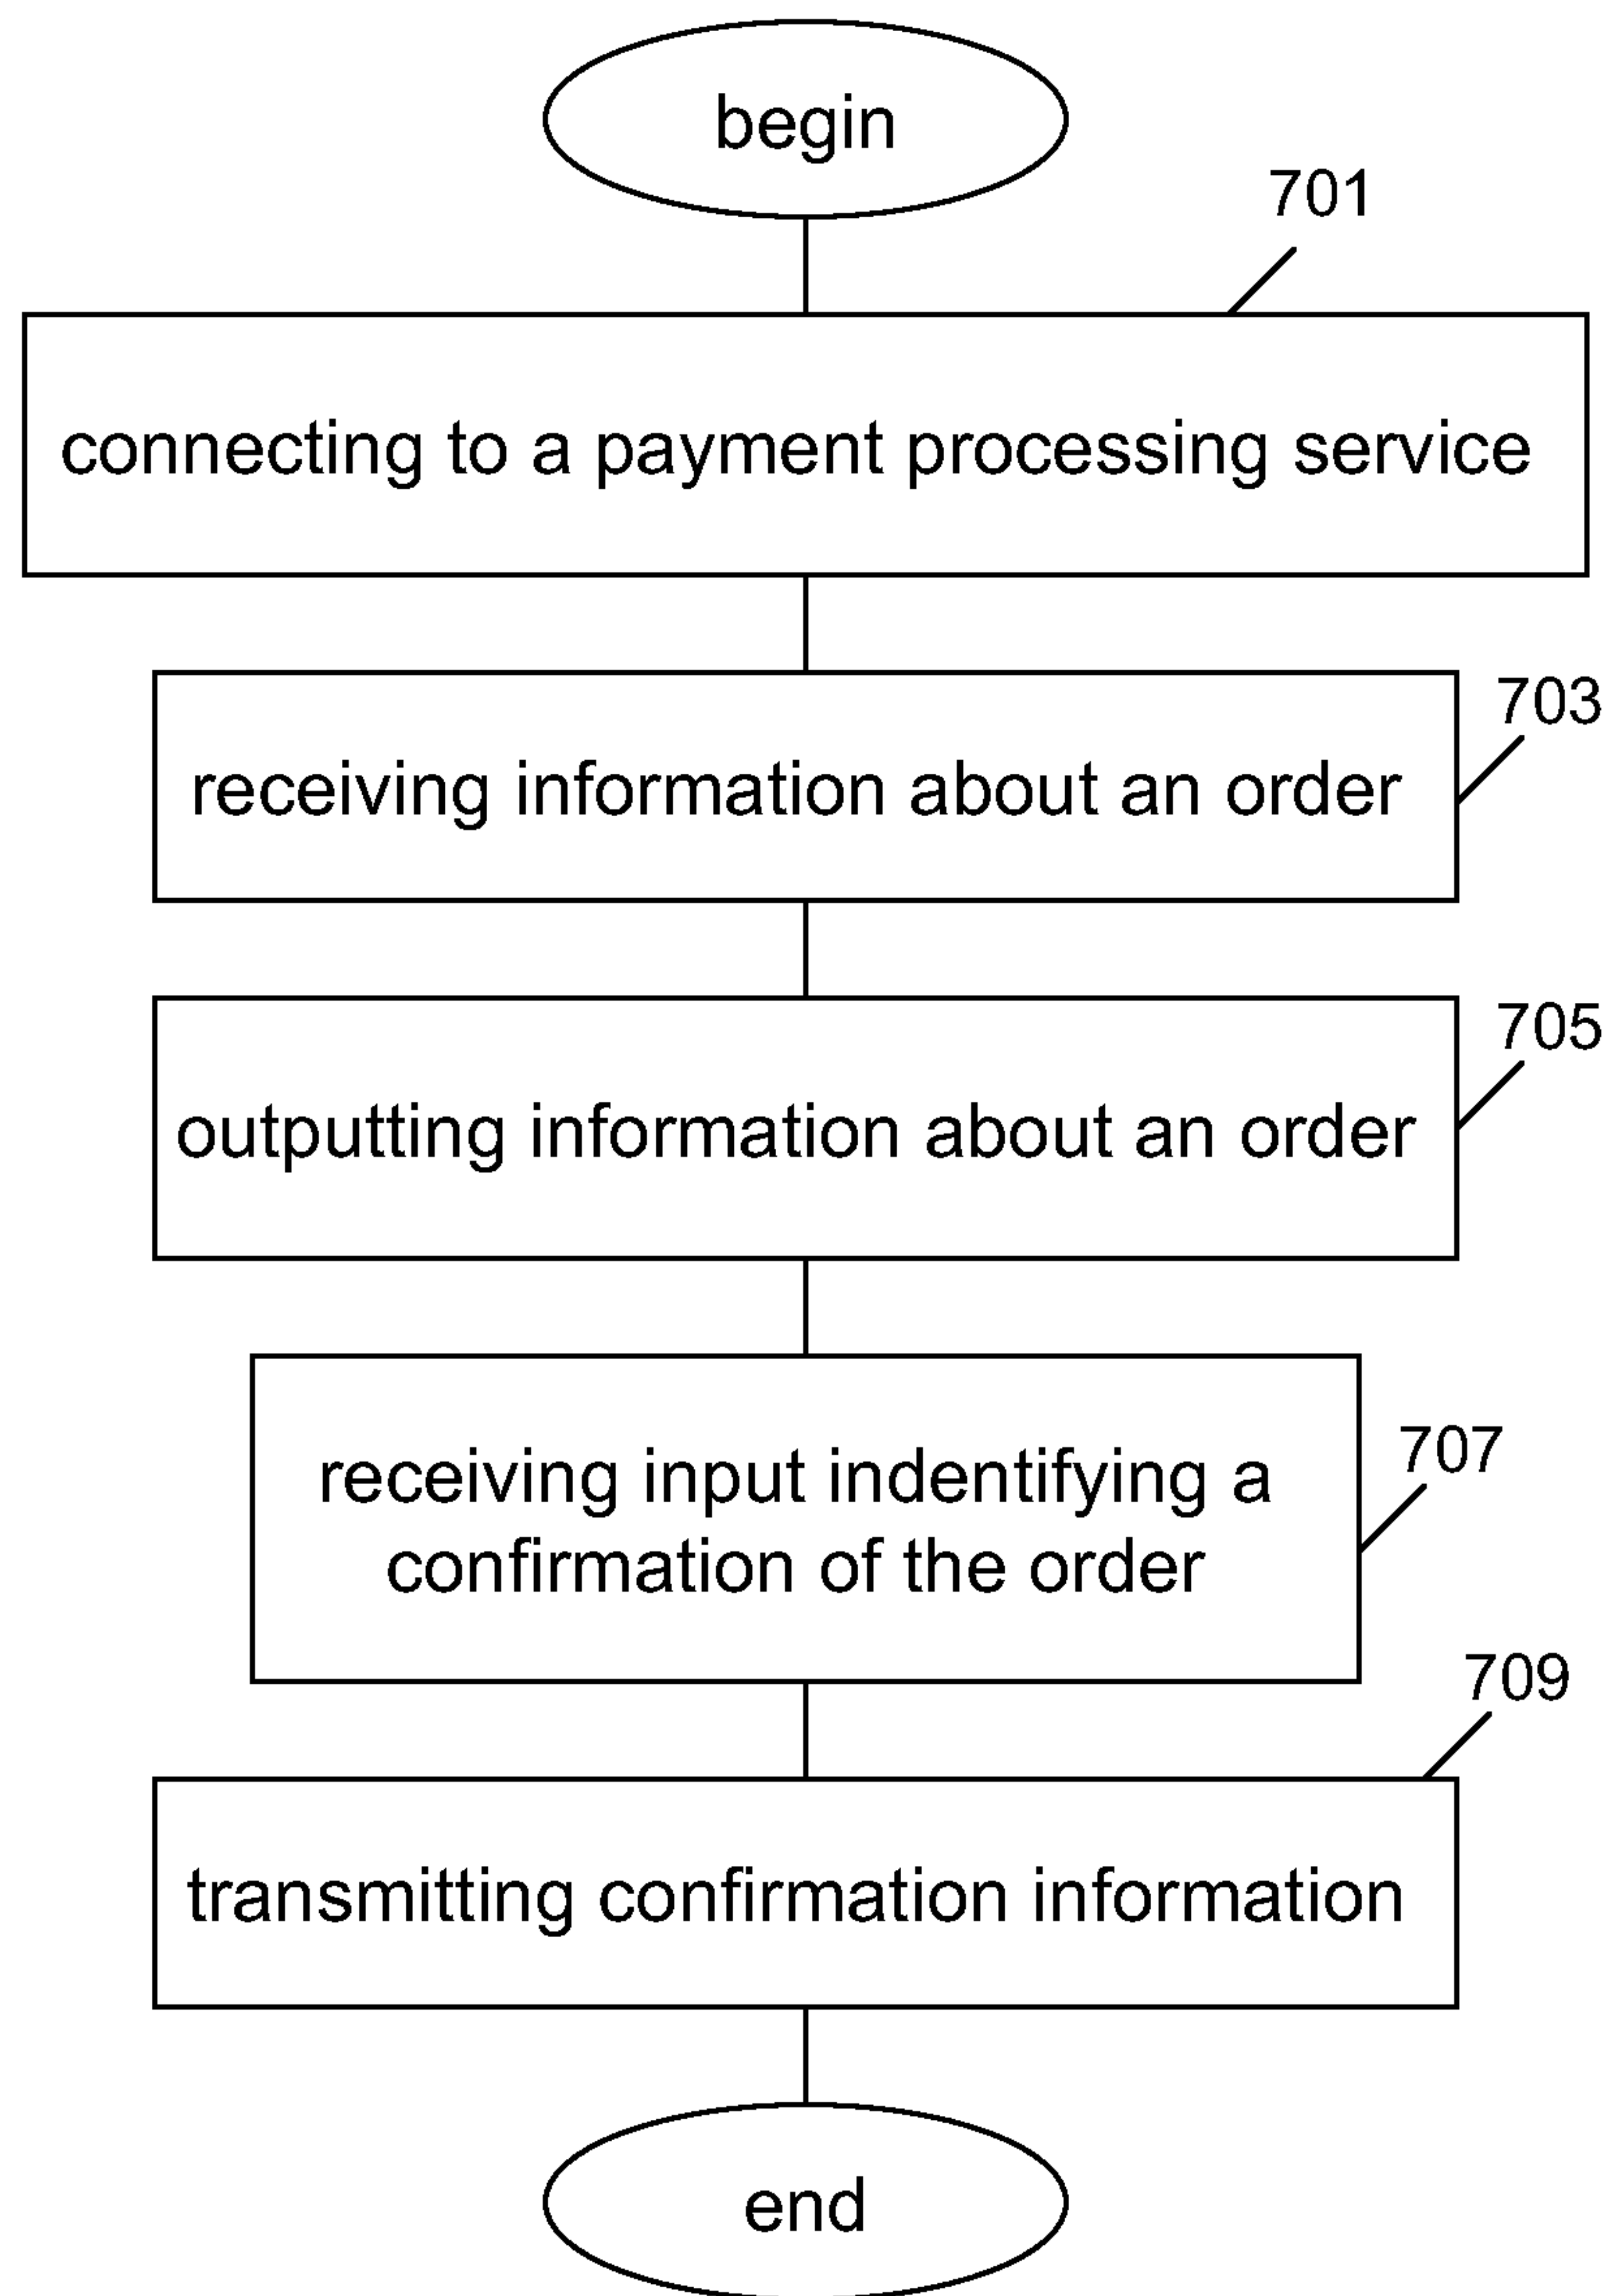 begin
701
connecting to a payment processing service
703
receiving information about an order
705
outputting information about an order
707
receiving input indentifying a
confirmation of the order
709
transmitting confirmation information
end